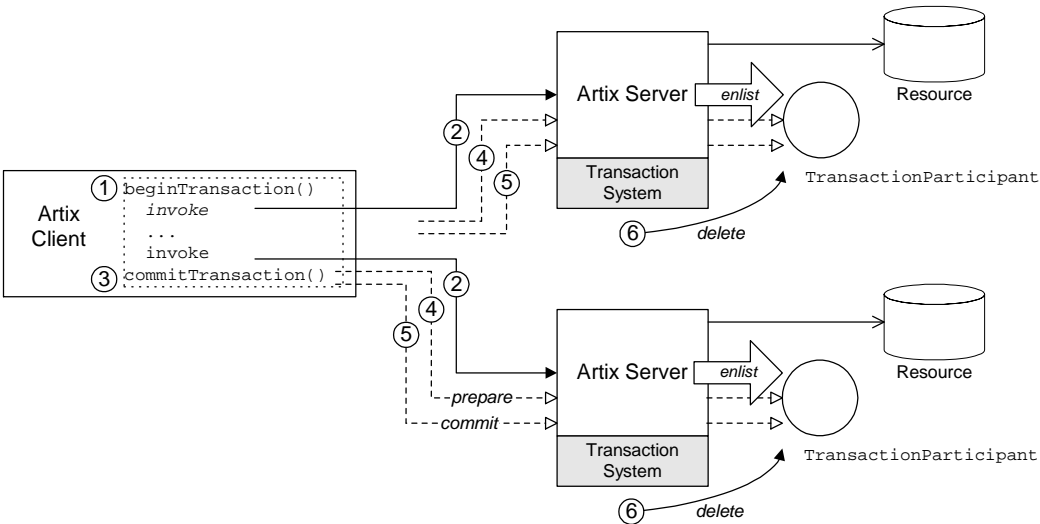 Artix Server
enlist
Resource
2
4
5
Transaction
System
TransactionParticipant
6
delete
Artix
Client
1
beginTransaction()
invoke
...
invoke
3
commitTransaction()
2
4
5
Artix Server
enlist
Resource
prepare
commit
Transaction
System
TransactionParticipant
6
delete